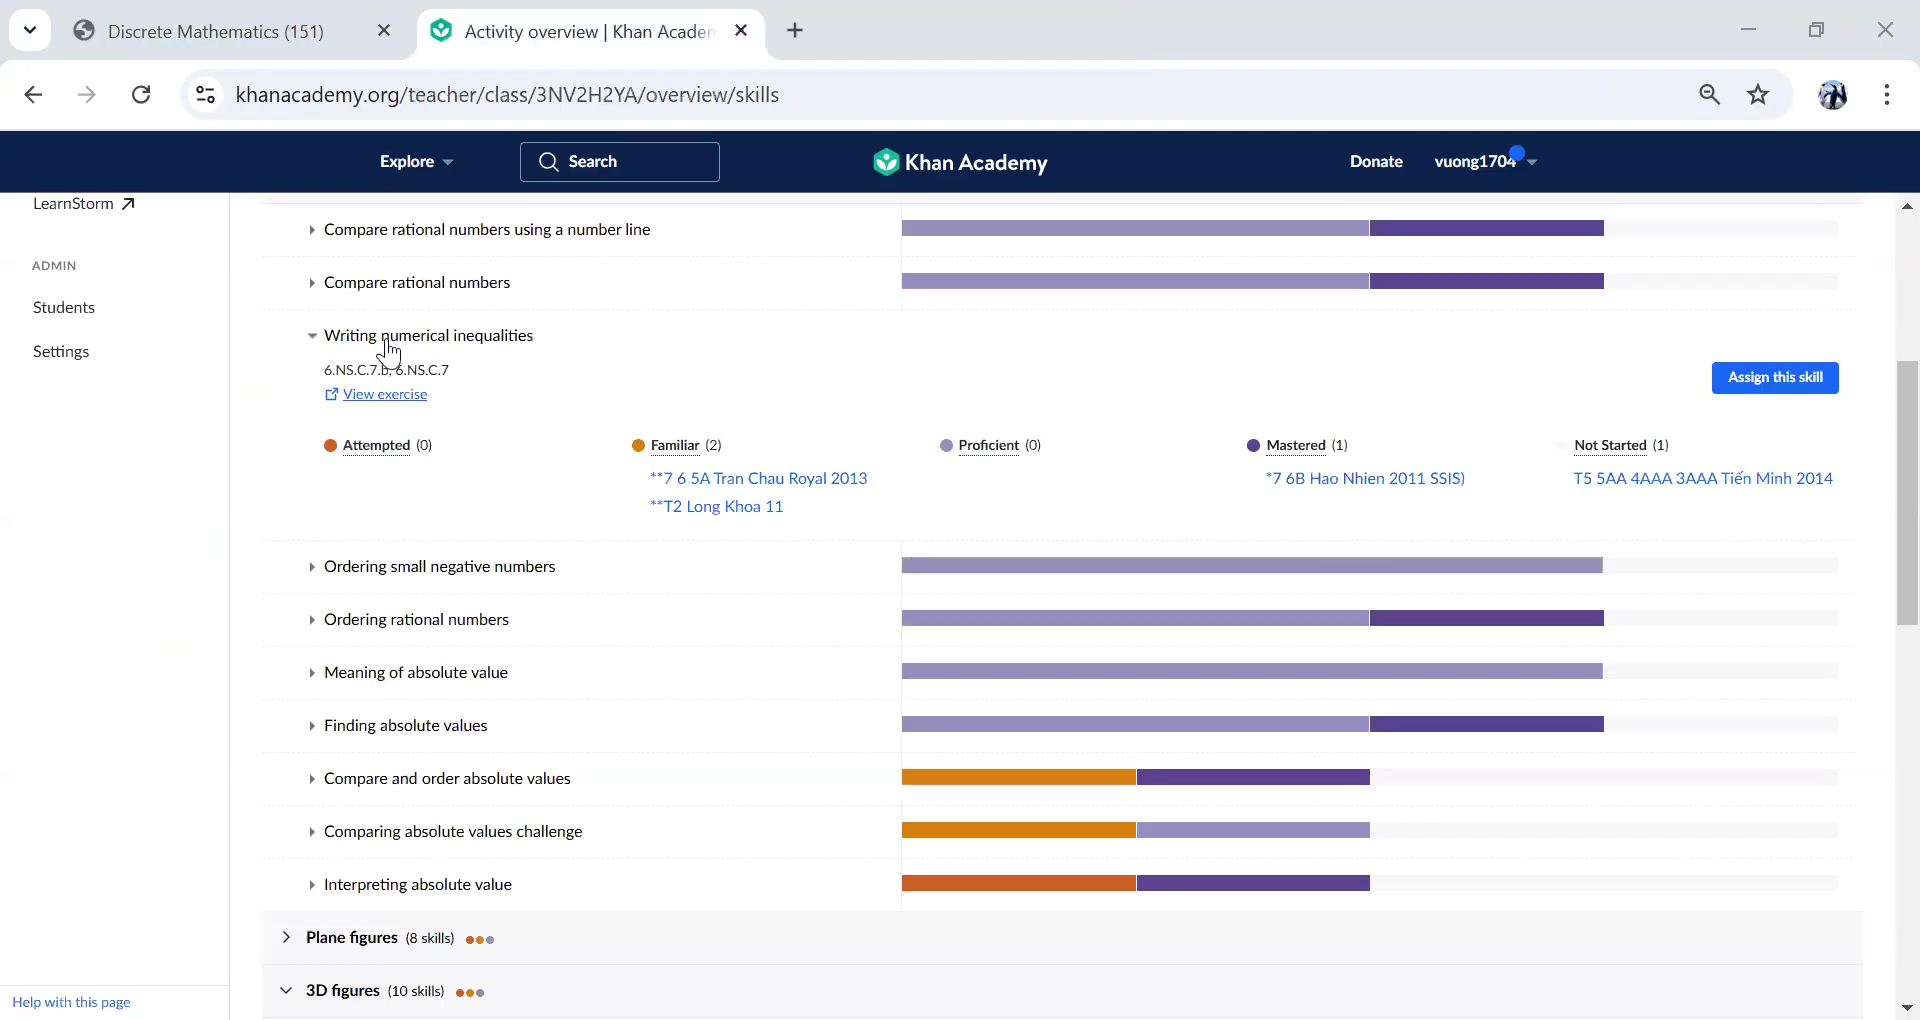 Discrete Mathematics (151)
Activity overview | Khan Acade
khanacademy.org/teacher/class/3NV2H2YA/overview/skills
Explore
Search
Khan Academy
Donate
vuong1704
LearnStorm
ADMIN
Students
Settings
Help with this page
Compare rational numbers using a number line
Compare rational numbers
Writing numerical inequalities
6.NS.C.7.b, 6.NS.C.7
View exercise
Assign this skill
Attempted (0)
Familiar (2)
**7 6 5A Tran Chau Royal 2013
**T2 Long Khoa 11
Proficient (0)
Mastered (1)
*7 6B Hao Nhien 2011 SSIS)
Not Started (1)
T5 5AA 4AAA 3AAA Tiến Minh 2014
Ordering small negative numbers
Ordering rational numbers
Meaning of absolute value
Finding absolute values
Compare and order absolute values
Comparing absolute values challenge
Interpreting absolute value
Plane figures (8 skills)
3D figures (10 skills)